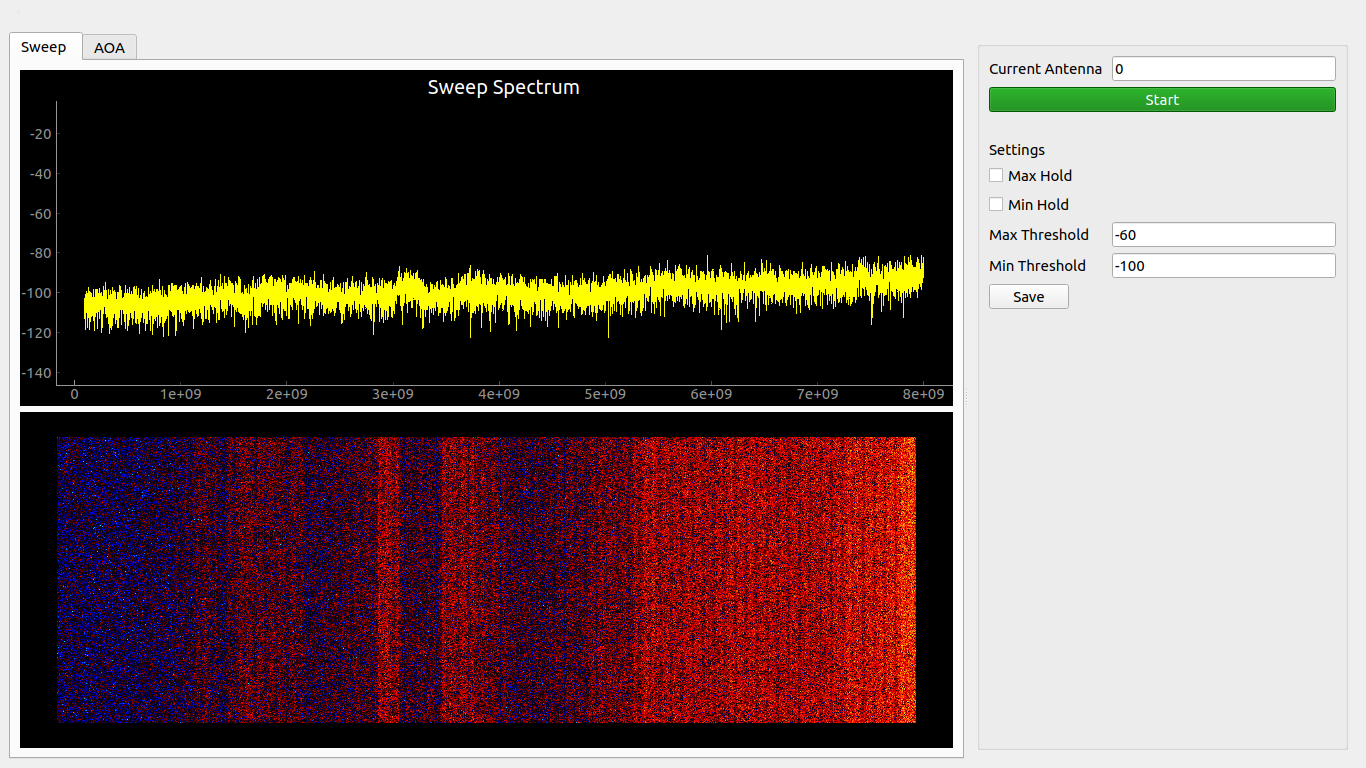 Sweep
AOA
Sweep Spectrum
-20
-40
-60
-80
-100
-120
-140
0
1e+09
2e+09
3e+09
4e+09
5e+09
6e+09
7e+09
8e+09
Current Antenna 0
Start
Settings
Max Hold
Min Hold
Max Threshold -60
Min Threshold -100
Save